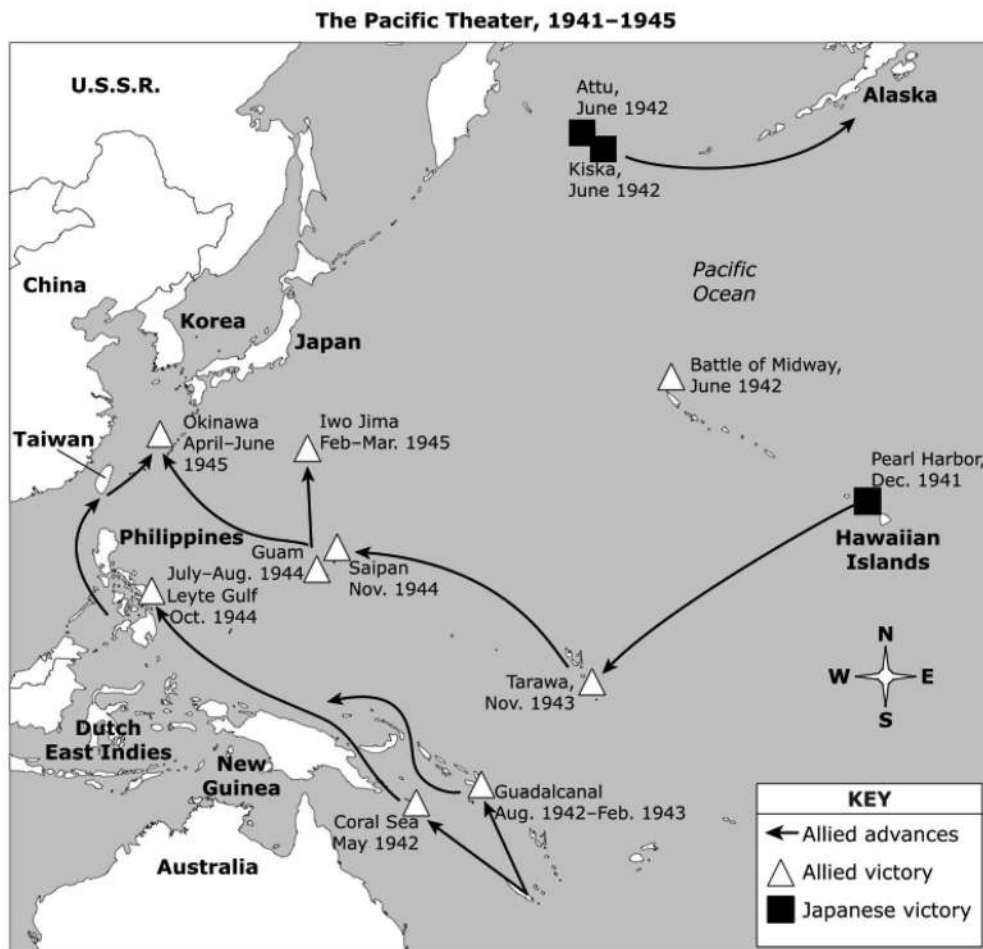 The Pacific Theater, 1941–1945
U.S.S.R.
Attu,
June 1942
Alaska
Kiska,
June 1942
China
Pacific
Ocean
Korea
Japan
Battle of Midway,
June 1942
Okinawa
April–June
1945
Iwo Jima
Feb–Mar. 1945
Taiwan
Pearl Harbor,
Dec. 1941
Hawaiian
Islands
Philippines
Guam
July–Aug. 1944
Saipan
Nov. 1944
Leyte Gulf
Oct. 1944
N
W
E
S
Tarawa,
Nov. 1943
Dutch
East Indies
New
Guinea
Guadalcanal
Aug. 1942–Feb. 1943
Coral Sea
May 1942
Australia
KEY
Allied advances
Allied victory
Japanese victory